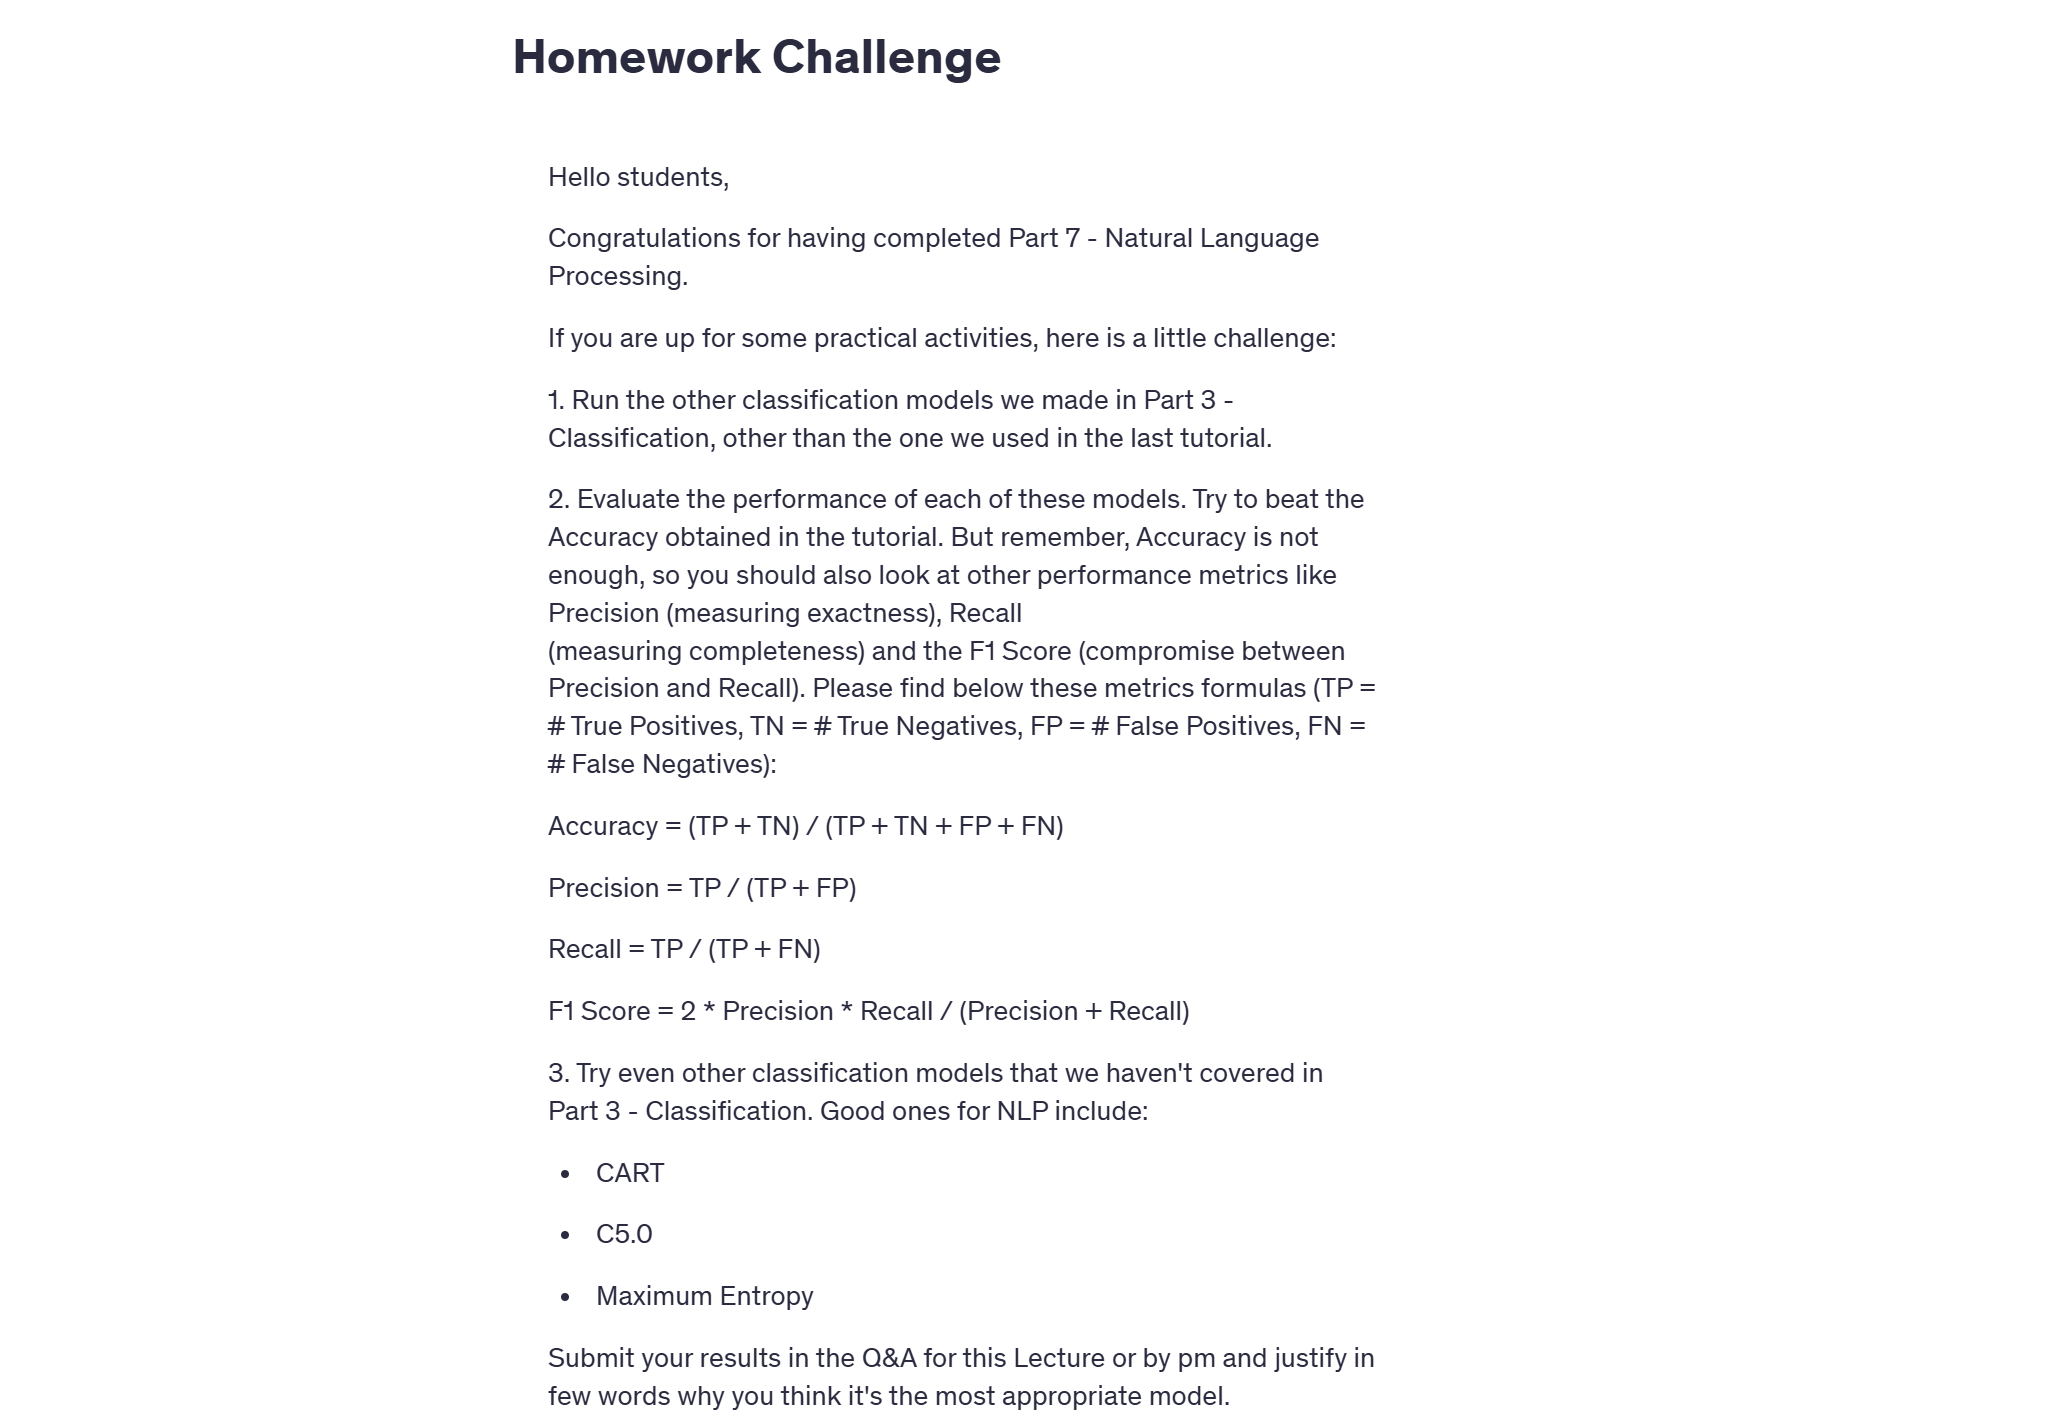 Homework Challenge
Hello students,
Congratulations for having completed Part 7 - Natural Language
Processing.
If you are up for some practical activities, here is a little challenge:
1. Run the other classification models we made in Part 3 -
Classification, other than the one we used in the last tutorial.
2. Evaluate the performance of each of these models. Try to beat the
Accuracy obtained in the tutorial. But remember, Accuracy is not
enough, so you should also look at other performance metrics like
Precision (measuring exactness), Recall
(measuring completeness) and the F1 Score (compromise between
Precision and Recall). Please find below these metrics formulas (TP =
# True Positives, TN = # True Negatives, FP = # False Positives, FN =
# False Negatives):
Accuracy = (TP + TN) / (TP + TN + FP + FN)
Precision = TP / (TP + FP)
Recall = TP / (TP + FN)
F1 Score = 2 * Precision * Recall / (Precision + Recall)
3. Try even other classification models that we haven't covered in
Part 3 - Classification. Good ones for NLP include:
• CART
• C5.0
• Maximum Entropy
Submit your results in the Q&A for this Lecture or by pm and justify in
few words why you think it's the most appropriate model.